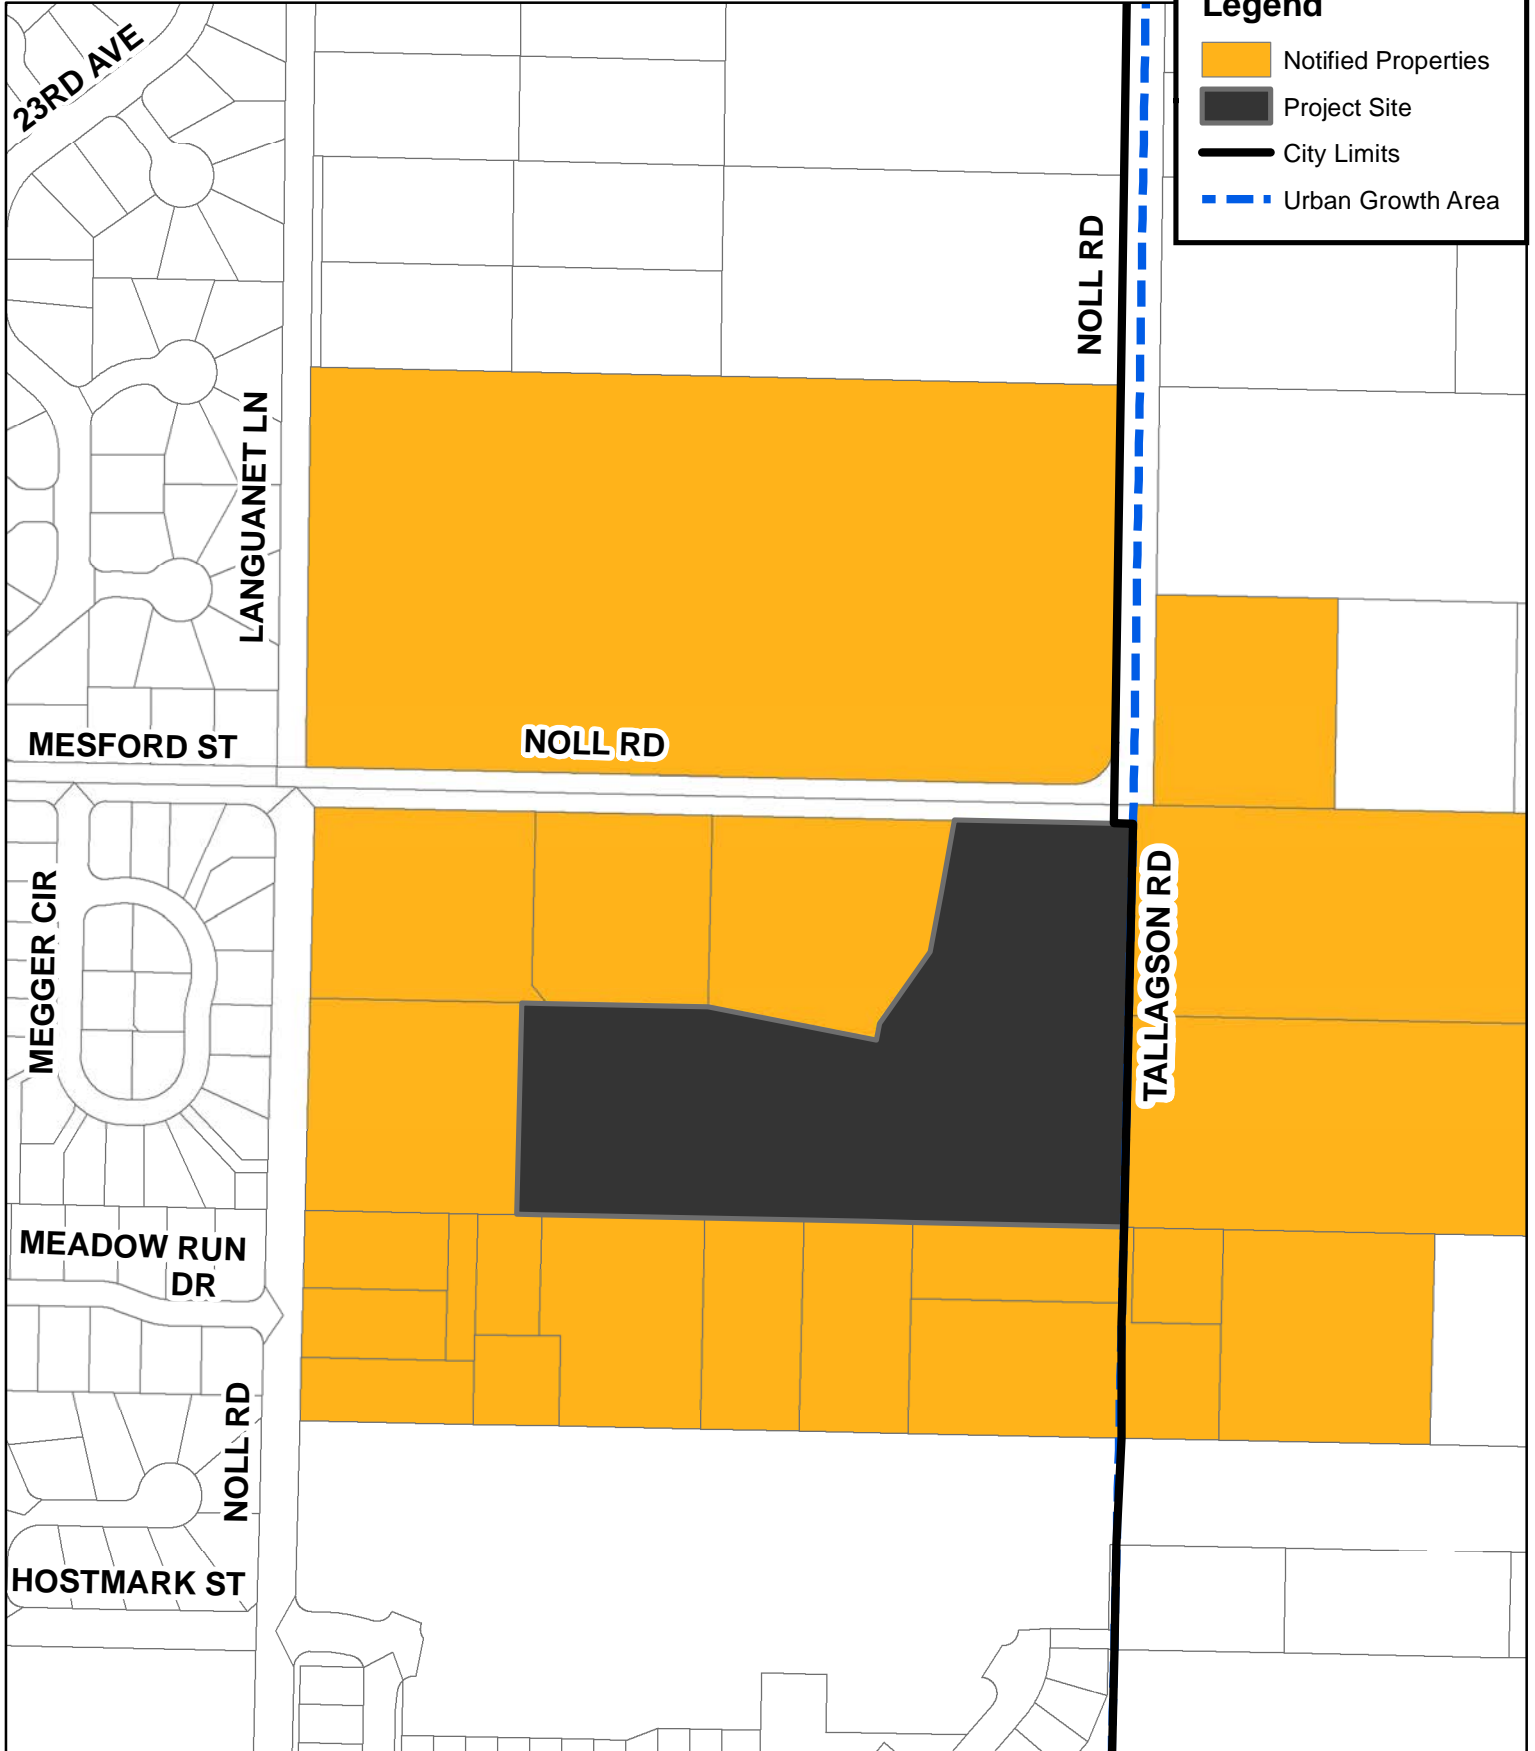 Legend
Notified Properties
Project Site
City Limits
Urban Growth Area
23RD AVE
NOLL RD
LANGUANET LN
MESFORD ST
NOLL RD
MEGGER CIR
TALLAGSON RD
MEADOW RUN
DR
NOLL RD
HOSTMARK ST